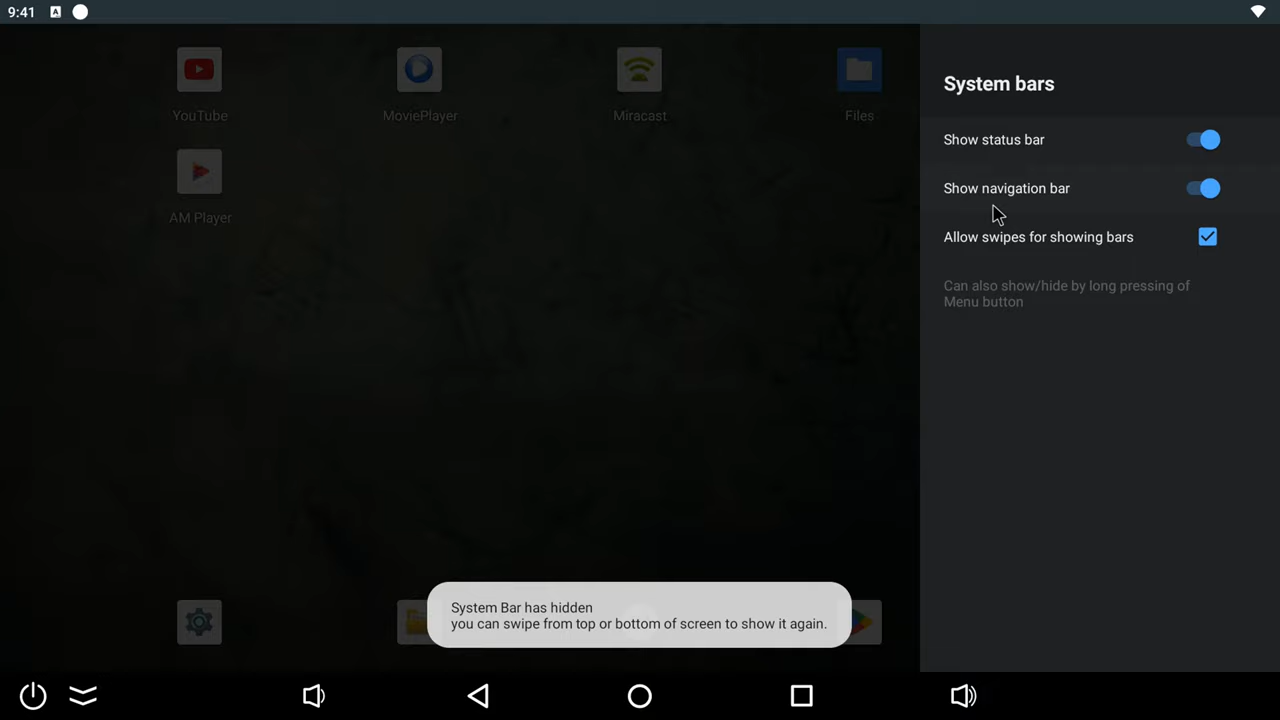 9:41
A
System bars
YouTube
MoviePlayer
Miracast
Files
Show status bar
Show navigation bar
AM Player
Allow swipes for showing bars
Can also show/hide by long pressing of
Menu button
System Bar has hidden
you can swipe from top or bottom of screen to show it again.